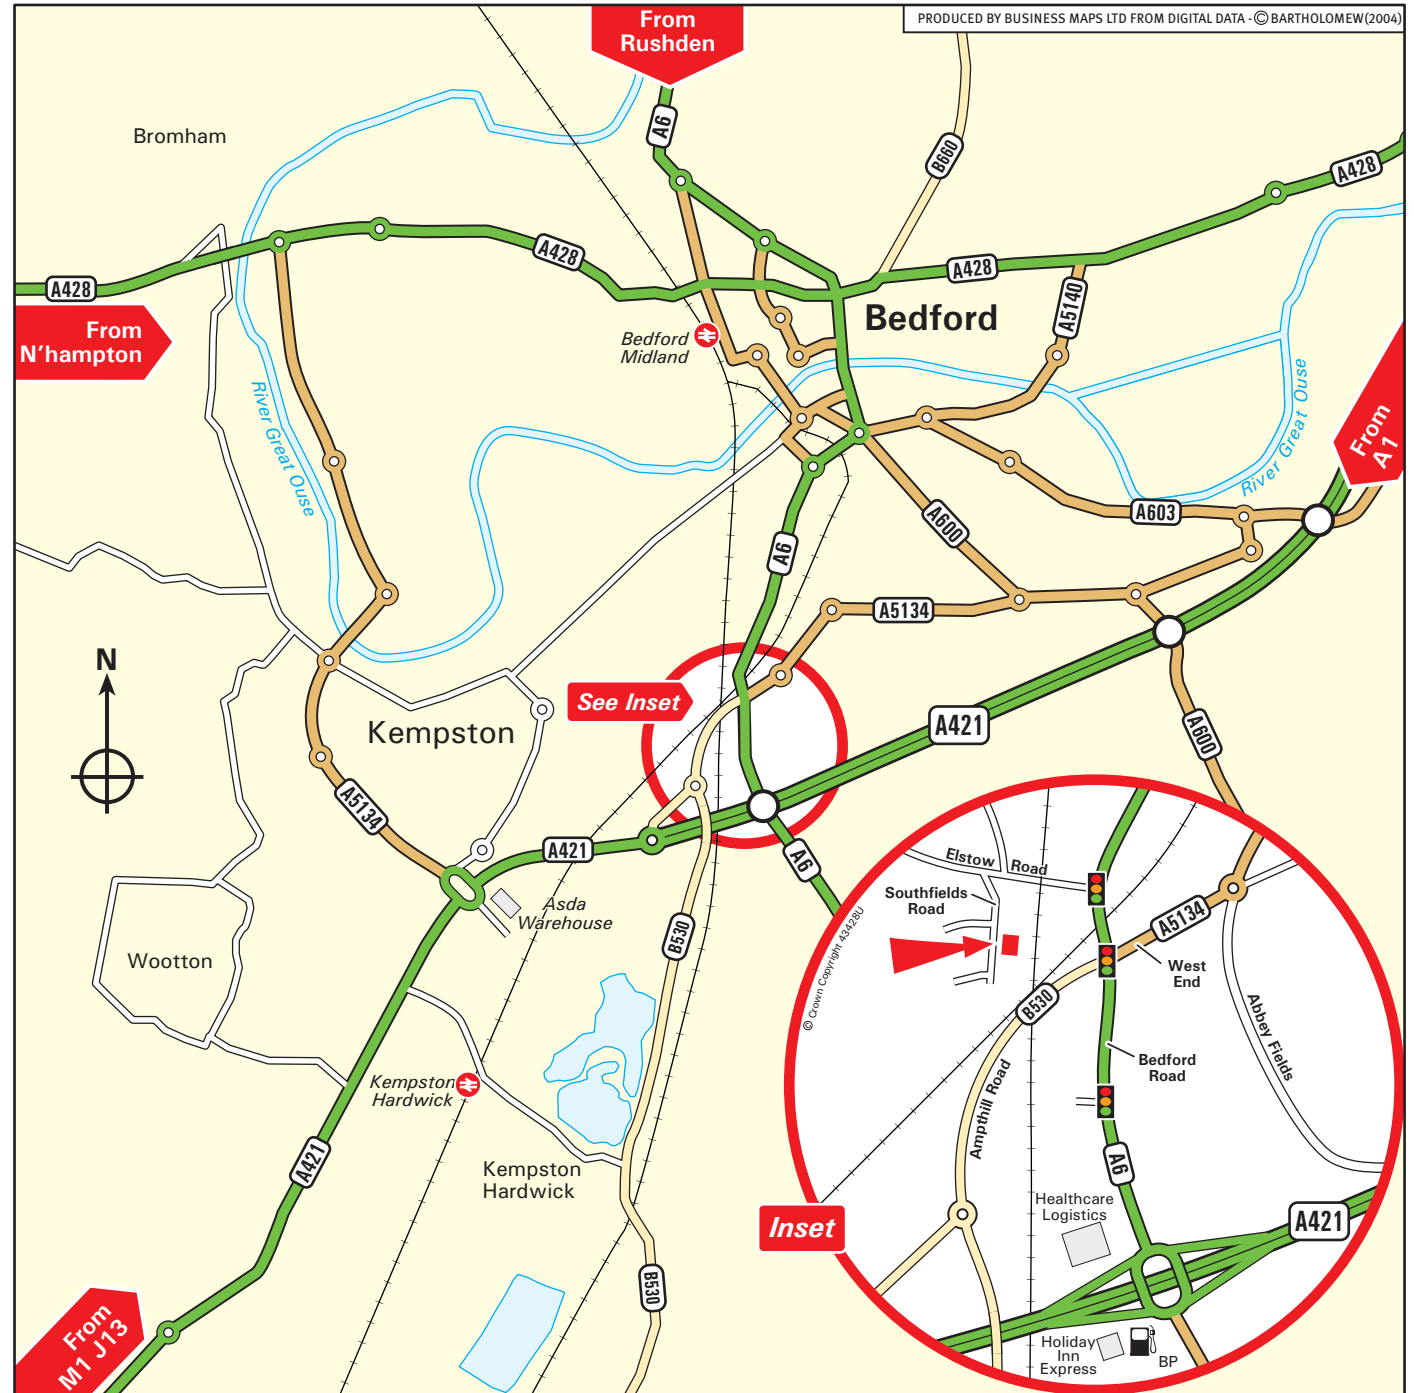 PRODUCED BY BUSINESS MAPS LTD FROM DIGITAL DATA - © BARTHOLOMEW(2004)
From
Rushden
A6
B660
Bromham
A428
A428
A428
A428
From
N'hampton
Bedford
Bedford
Midland
A5140
River Great Ouse
River Great Ouse
From
A1
A603
A600
A6
A5134
N
See Inset
Kempston
A421
A600
A5134
A421
A6
Asda
Warehouse
B530
Wootton
Kempston
Hardwick
A421
Kempston
Hardwick
B530
From
M1 J13
Elstow Road
Southfields
Road
A5134
West
End
B530
© Crown Copyright 43428U
Abbey Fields
Bedford
Road
Ampthill Road
A6
Healthcare
Logistics
A421
Inset
Holiday
Inn
Express
BP